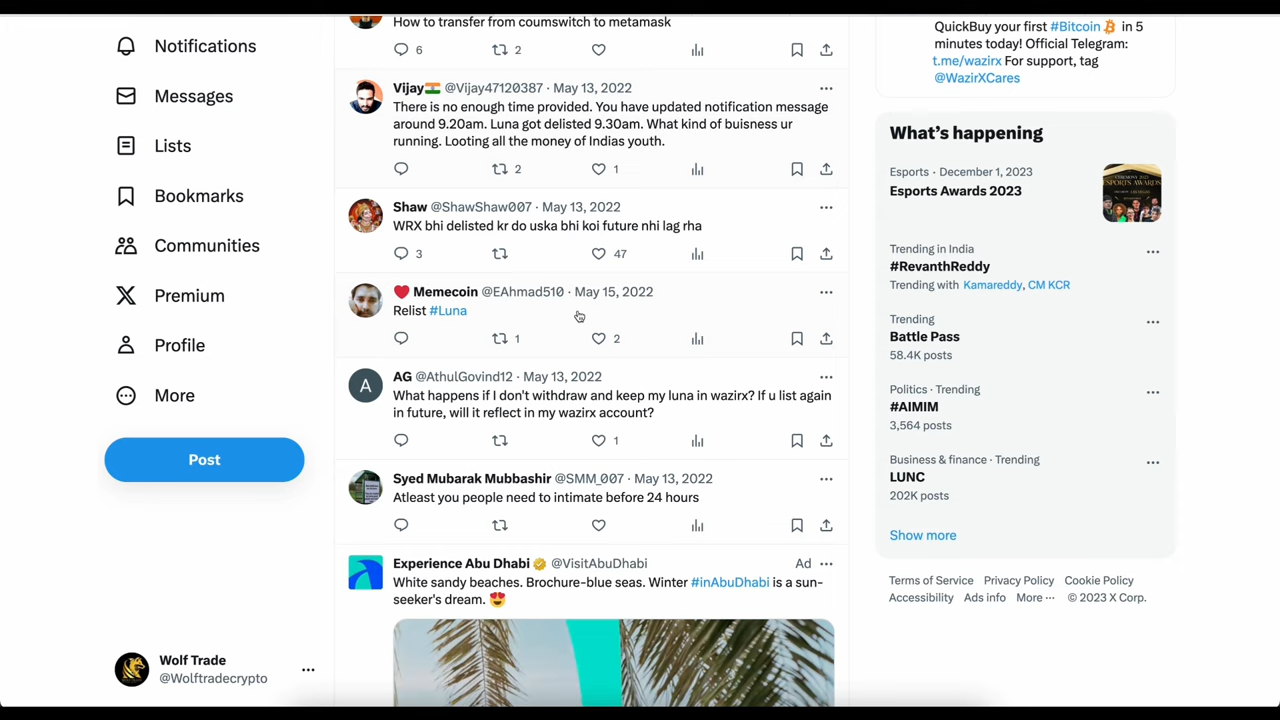 Notifications
Messages
Lists
Bookmarks
Communities
Premium
Profile
More
Post
Wolf Trade
@Wolftradecrypto
How to transfer from coumswitch to metamask
6 2
Vijay🇮🇳 @Vijay47120387 · May 13, 2022
There is no enough time provided. You have updated notification message
around 9.20am. Luna got delisted 9.30am. What kind of buisness ur
running. Looting all the money of Indias youth.
2 1
Shaw @ShawShaw007 · May 13, 2022
WRX bhi delisted kr do uska bhi koi future nhi lag rha
3 47
❤️ Memecoin @EAhmad510 · May 15, 2022
Relist #Luna
1 2
AG @AthulGovind12 · May 13, 2022
A
What happens if I don't withdraw and keep my luna in wazirx? If u list again
in future, will it reflect in my wazirx account?
1
Syed Mubarak Mubbashir @SMM_007 · May 13, 2022
Atleast you people need to intimate before 24 hours
Experience Abu Dhabi @VisitAbuDhabi Ad
White sandy beaches. Brochure-blue seas. Winter #inAbuDhabi is a sun-
seeker's dream. 😍
QuickBuy your first #Bitcoin in 5
minutes today! Official Telegram:
t.me/wazirx For support, tag
@WazirXCares
What's happening
Esports · December 1, 2023
Esports Awards 2023
ESPORTS AWARDS
Trending in India
#RevanthReddy
Trending with Kamareddy, CM KCR
Trending
Battle Pass
58.4K posts
Politics · Trending
#AIMIM
3,564 posts
Business & finance · Trending
LUNC
202K posts
Show more
Terms of Service Privacy Policy Cookie Policy
Accessibility Ads info More ··· © 2023 X Corp.